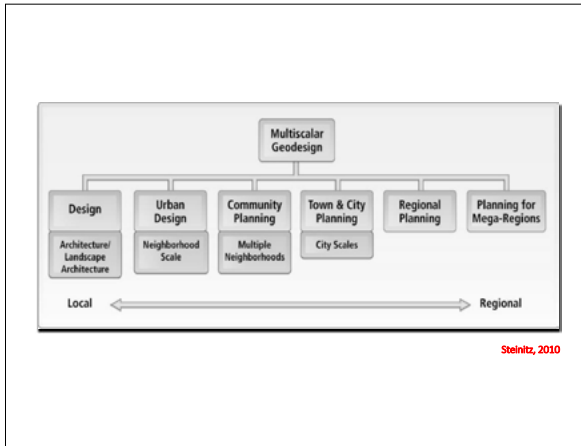 Multiscalar
Geodesign
Design
Urban
Design
Community
Planning
Town & City
Planning
Regional
Planning
Planning for
Mega-Regions
Architecture/
Landscape
Architecture
Neighborhood
Scale
Multiple
Neighborhoods
City Scales
Local
Regional
Steinitz, 2010